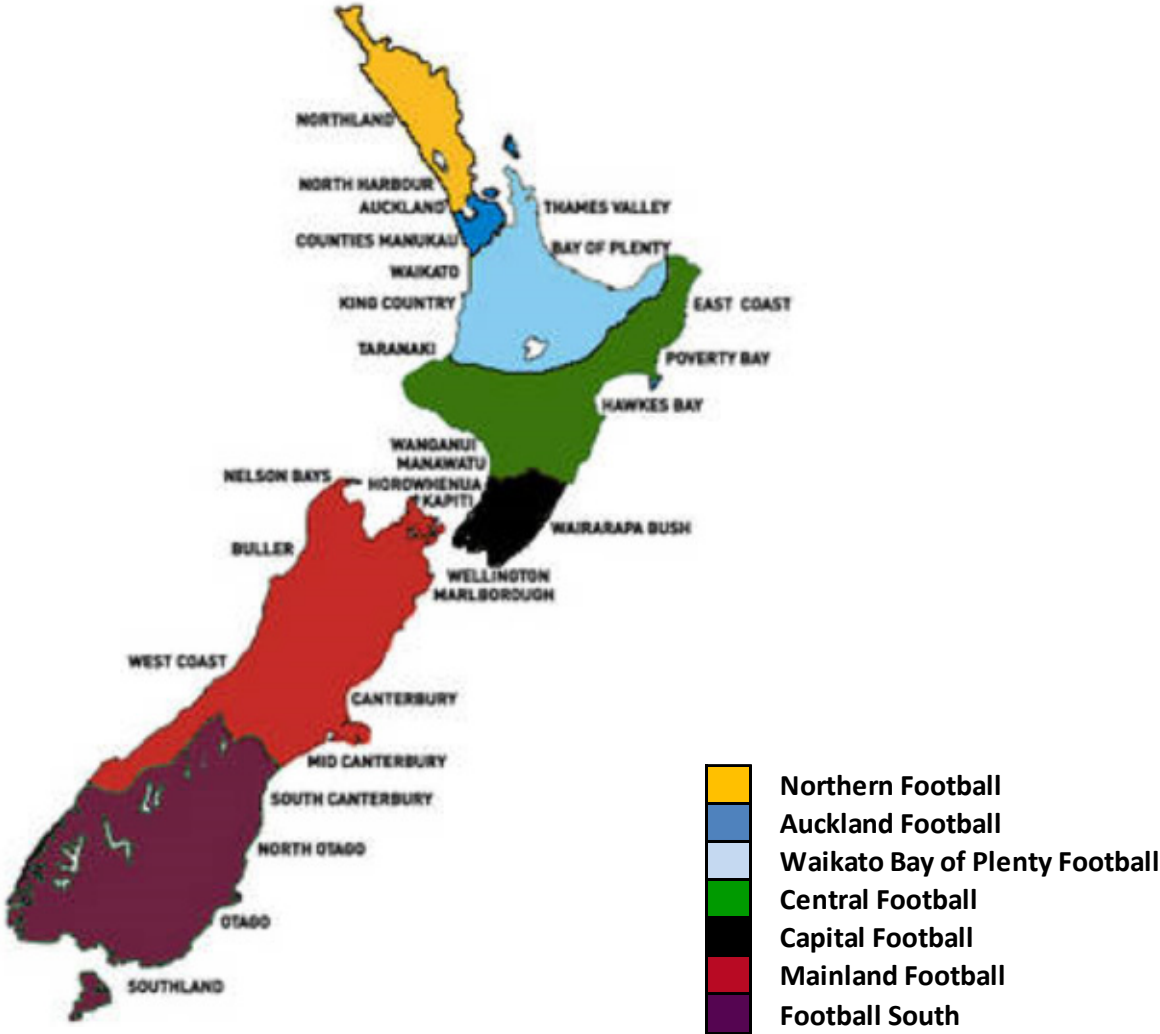 NORTHLAND
NORTH HARBOUR
AUCKLAND
THAMES VALLEY
COUNTIES MANUKAU
BAY OF PLENTY
WAIKATO
KING COUNTRY
EAST COAST
TARANAKI
POVERTY BAY
HAWKES BAY
WANGANUI
MANAWATU
NELSON BAYS
HOROWHENUA
KAPITI
WAIRARAPA BUSH
BULLER
WELLINGTON
MARLBOROUGH
WEST COAST
CANTERBURY
MID CANTERBURY
SOUTH CANTERBURY
NORTH OTAGO
OTAGO
SOUTHLAND
Northern Football
Auckland Football
Waikato Bay of Plenty Football
Central Football
Capital Football
Mainland Football
Football South